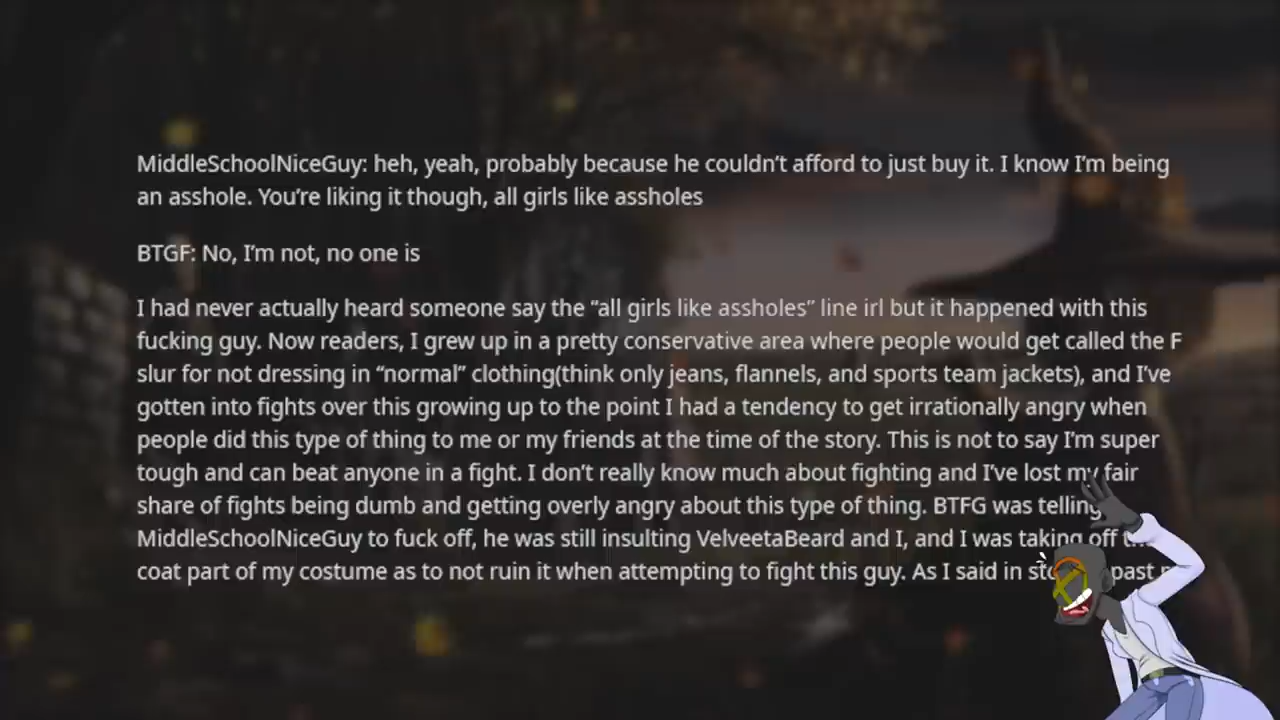 MiddleSchoolNiceGuy: heh, yeah, probably because he couldn’t afford to just buy it. I know I’m being
an asshole. You’re liking it though, all girls like assholes
BTGF: No, I’m not, no one is
I had never actually heard someone say the “all girls like assholes” line irl but it happened with this
fucking guy. Now readers, I grew up in a pretty conservative area where people would get called the F
slur for not dressing in “normal” clothing(think only jeans, flannels, and sports team jackets), and I’ve
gotten into fights over this growing up to the point I had a tendency to get irrationally angry when
people did this type of thing to me or my friends at the time of the story. This is not to say I’m super
tough and can beat anyone in a fight. I don’t really know much about fighting and I’ve lost my fair
share of fights being dumb and getting overly angry about this type of thing. BTFG was telling
MiddleSchoolNiceGuy to fuck off, he was still insulting VelveetaBeard and I, and I was taking off
coat part of my costume as to not ruin it when attempting to fight this guy. As I said in past